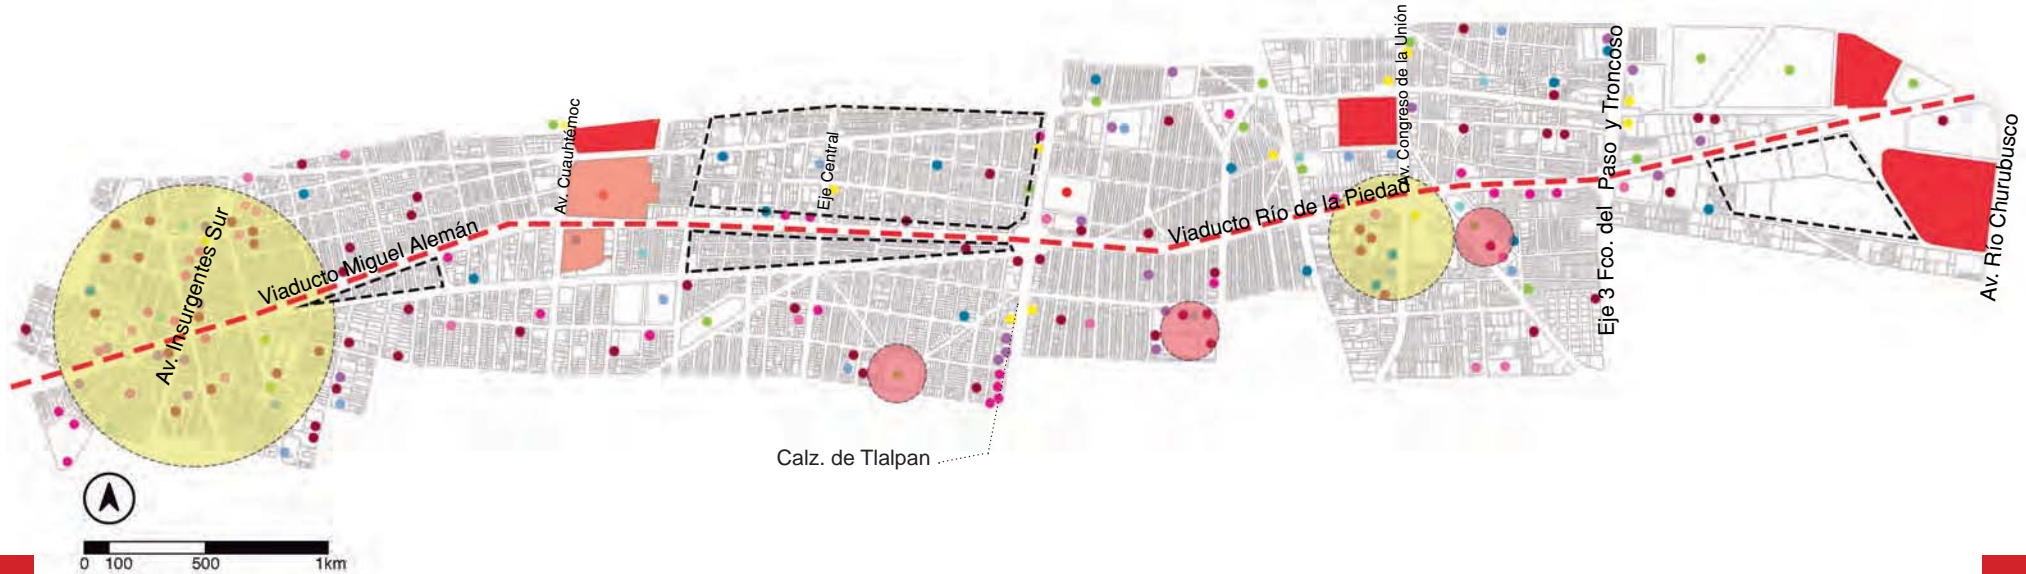 Av. Insurgentes Sur
Viaducto Miguel Alemán
Av. Cuauhtémoc
Eje Central
Calz. de Tlalpan
Viaducto Río de la Piedad
Av. Congreso de la Unión
Eje 3 Fco. del Paso y Troncoso
Av. Río Churubusco
0 100 500 1km